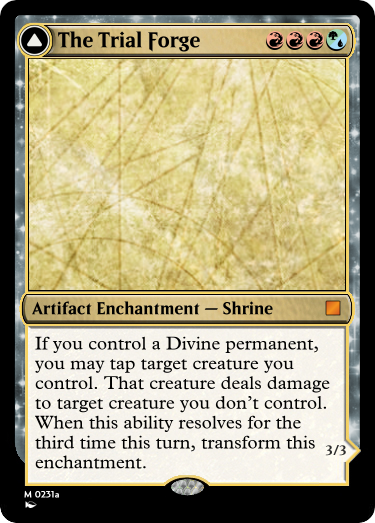 The Trial Forge
Artifact Enchantment — Shrine
If you control a Divine permanent,
you may tap target creature you
control. That creature deals damage
to target creature you don't control.
When this ability resolves for the
third time this turn, transform this
enchantment.
3/3
M 0231a